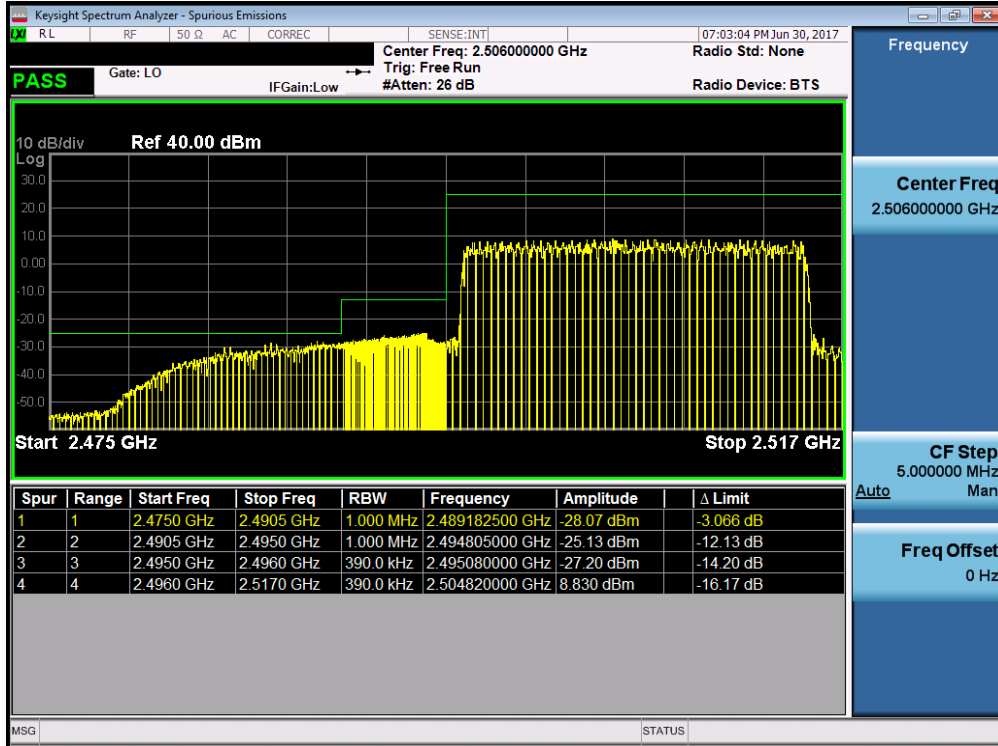 Keysight Spectrum Analyzer - Spurious Emissions
LXI RL RF 50 Ω AC CORREC SENSE:INT 07:03:04 PM Jun 30, 2017
Center Freq: 2.506000000 GHz Radio Std: None
PASS Gate: LO Trig: Free Run
IFGain:Low #Atten: 26 dB Radio Device: BTS
10 dB/div Ref 40.00 dBm
Log
30.0
20.0
10.0
0.00
-10.0
-20.0
-30.0
-40.0
-50.0
Start 2.475 GHz Stop 2.517 GHz
Spur Range Start Freq Stop Freq RBW Frequency Amplitude Δ Limit
1 1 2.4750 GHz 2.4905 GHz 1.000 MHz 2.489182500 GHz -28.07 dBm -3.066 dB
2 2 2.4905 GHz 2.4950 GHz 1.000 MHz 2.494805000 GHz -25.13 dBm -12.13 dB
3 3 2.4950 GHz 2.4960 GHz 390.0 kHz 2.495080000 GHz -27.20 dBm -14.20 dB
4 4 2.4960 GHz 2.5170 GHz 390.0 kHz 2.504820000 GHz 8.830 dBm -16.17 dB
MSG STATUS
Frequency
Center Freq
2.506000000 GHz
CF Step
5.000000 MHz
Auto Man
Freq Offset
0 Hz